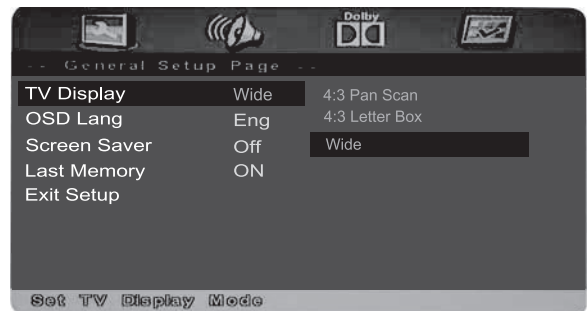 Dolby
-- General Setup Page --
TV Display Wide 4:3 Pan Scan
OSD Lang Eng 4:3 Letter Box
Screen Saver Off Wide
Last Memory ON
Exit Setup
Set TV Display Mode